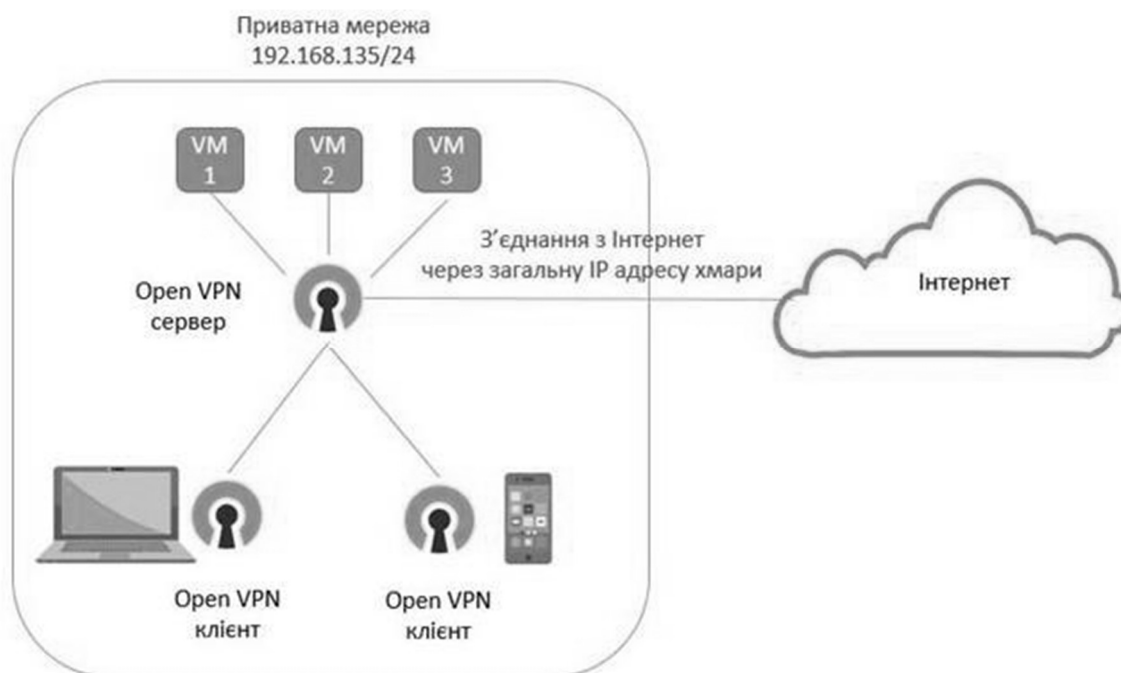 Приватна мережа
192.168.135/24
VM
1
VM
2
VM
3
З’єднання з Інтернет
через загальну IP адресу хмари
Інтернет
Open VPN
сервер
Open VPN
клієнт
Open VPN
клієнт